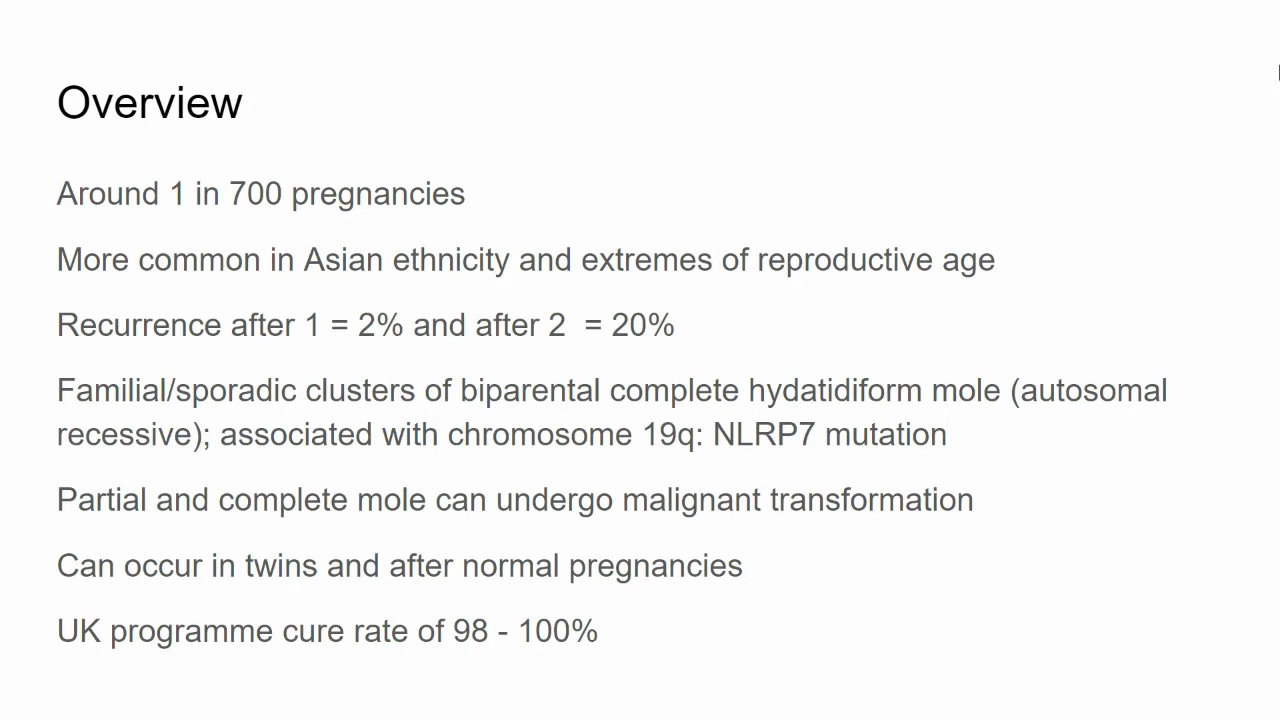 Overview
Around 1 in 700 pregnancies
More common in Asian ethnicity and extremes of reproductive age
Recurrence after 1 = 2% and after 2  = 20%
Familial/sporadic clusters of biparental complete hydatidiform mole (autosomal
recessive); associated with chromosome 19q: NLRP7 mutation
Partial and complete mole can undergo malignant transformation
Can occur in twins and after normal pregnancies
UK programme cure rate of 98 - 100%